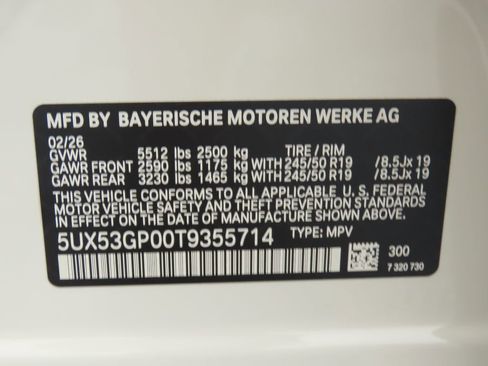 MFD BY BAYERISCHE MOTOREN WERKE AG
02/26
GVWR 5512 lbs 2500 kg TIRE / RIM
GAWR FRONT 2590 lbs 1175 kg WITH 245/50 R19 /8.5Jx 19
GAWR REAR 3230 lbs 1465 kg WITH 245/50 R19 /8.5Jx 19
THIS VEHICLE CONFORMS TO ALL APPLICABLE U. S. FEDERAL
MOTOR VEHICLE SAFETY AND THEFT PREVENTION STANDARDS
IN EFFECT ON THE DATE OF MANUFACTURE SHOWN ABOVE.
5UX53GP00T9355714 TYPE: MPV
300
7 320 730